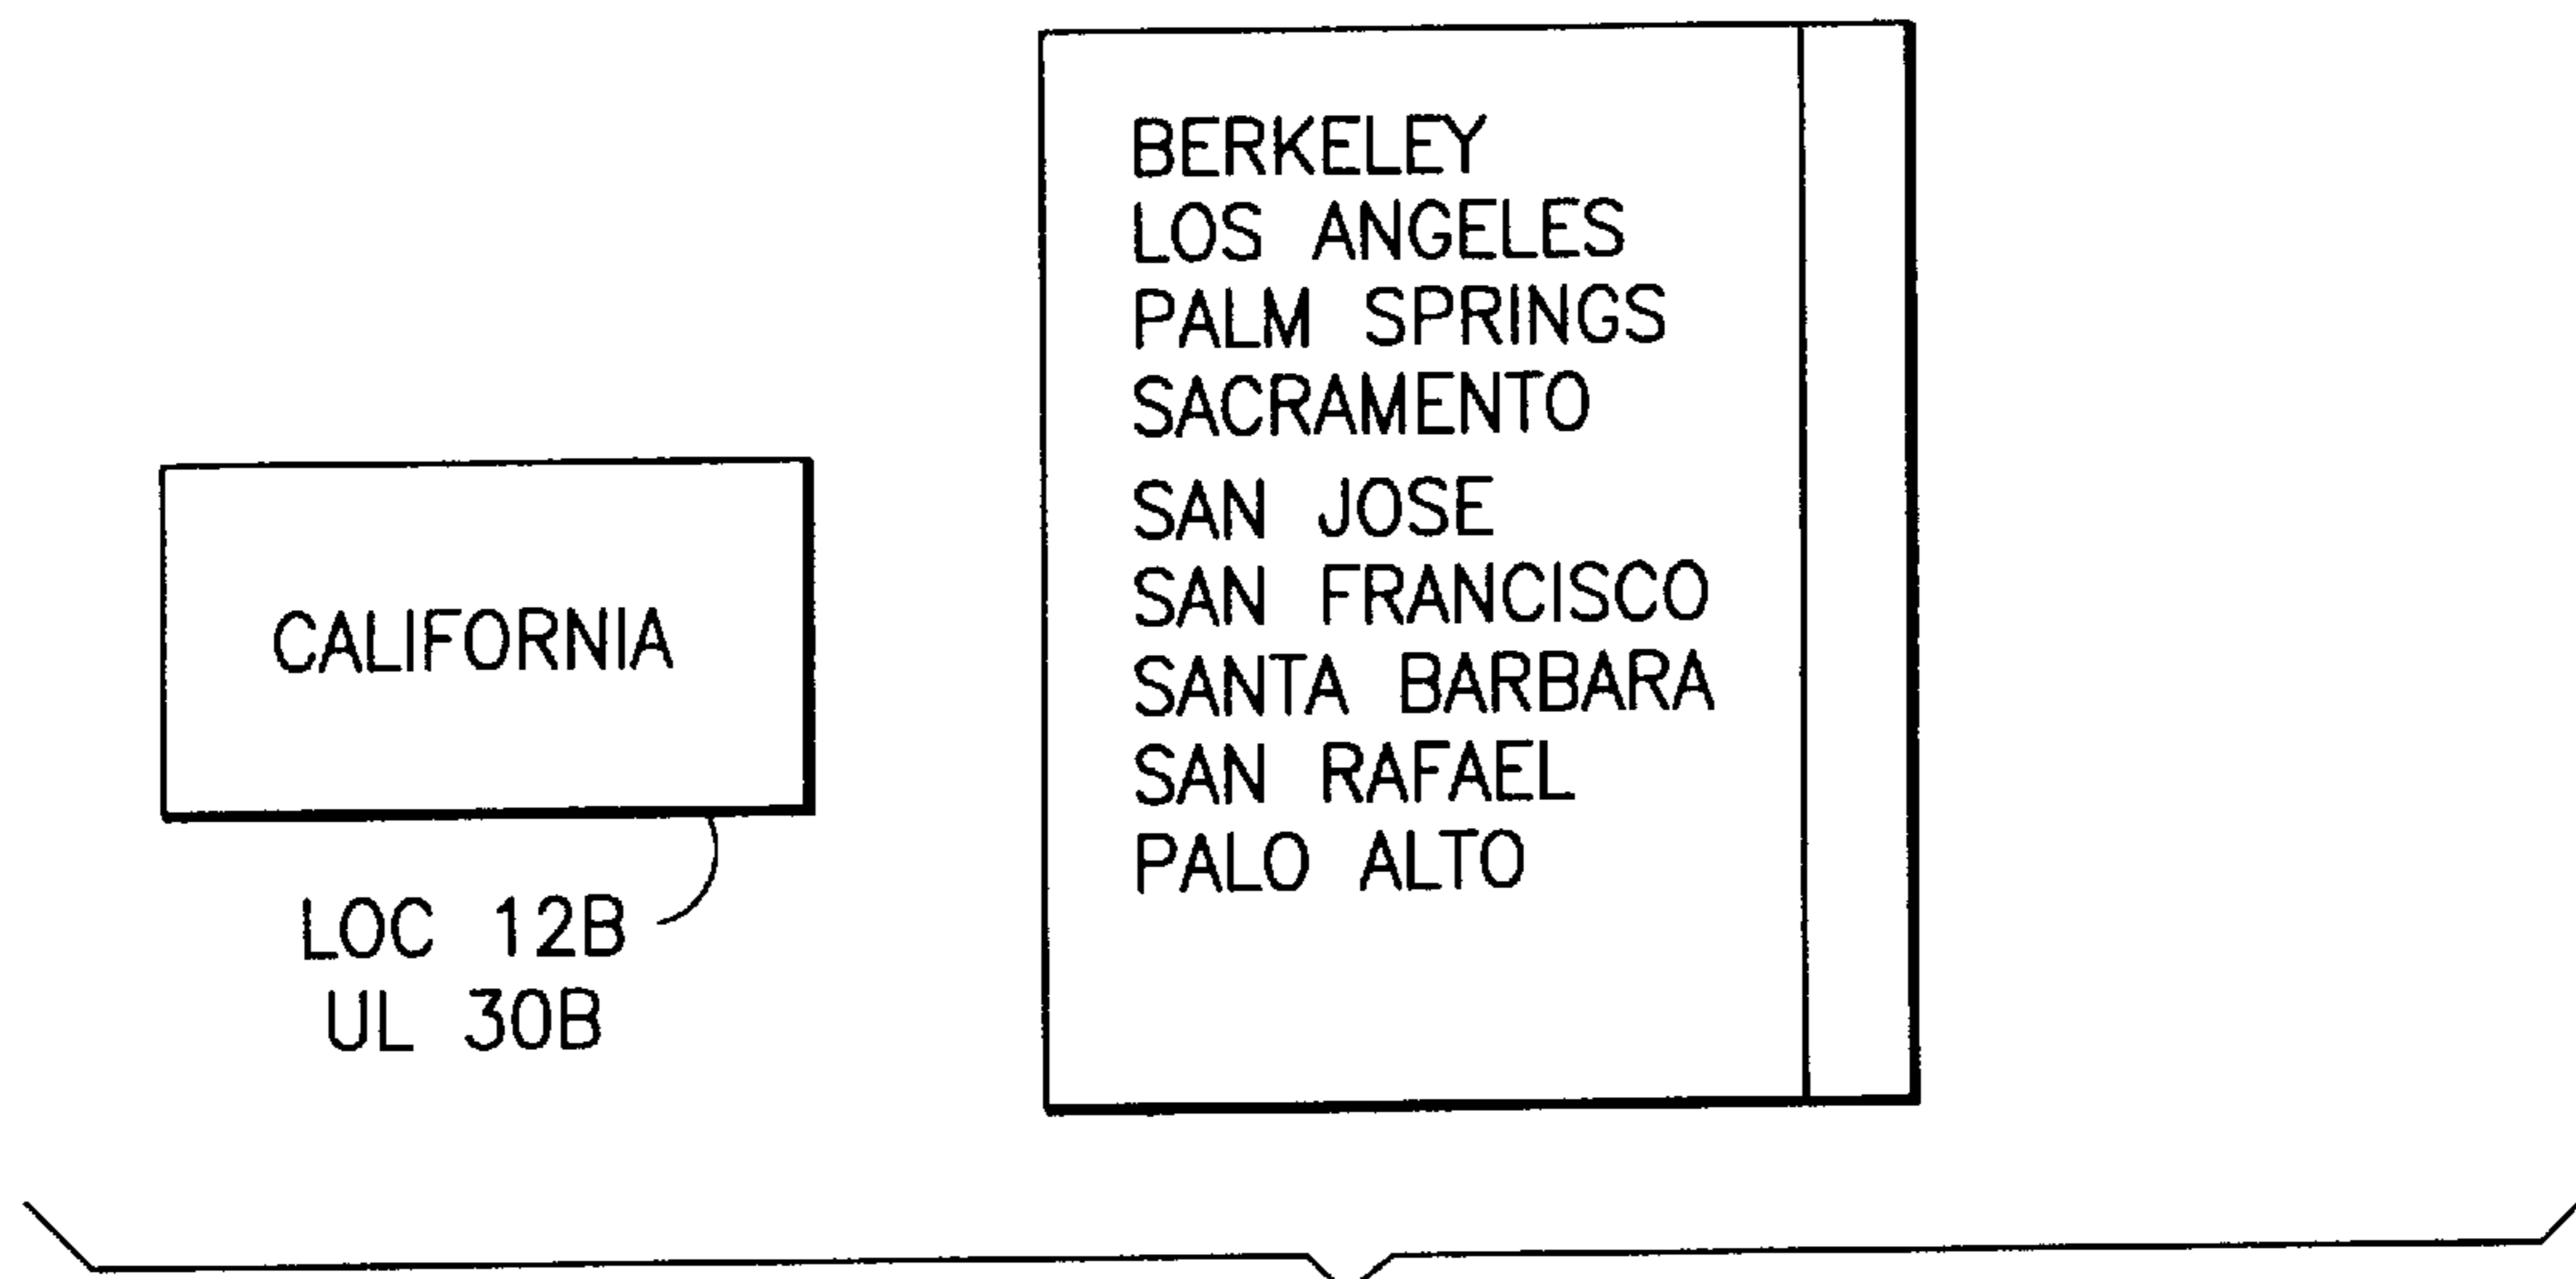 CALIFORNIA
LOC 12B
UL 30B
BERKELEY
LOS ANGELES
PALM SPRINGS
SACRAMENTO
SAN JOSE
SAN FRANCISCO
SANTA BARBARA
SAN RAFAEL
PALO ALTO